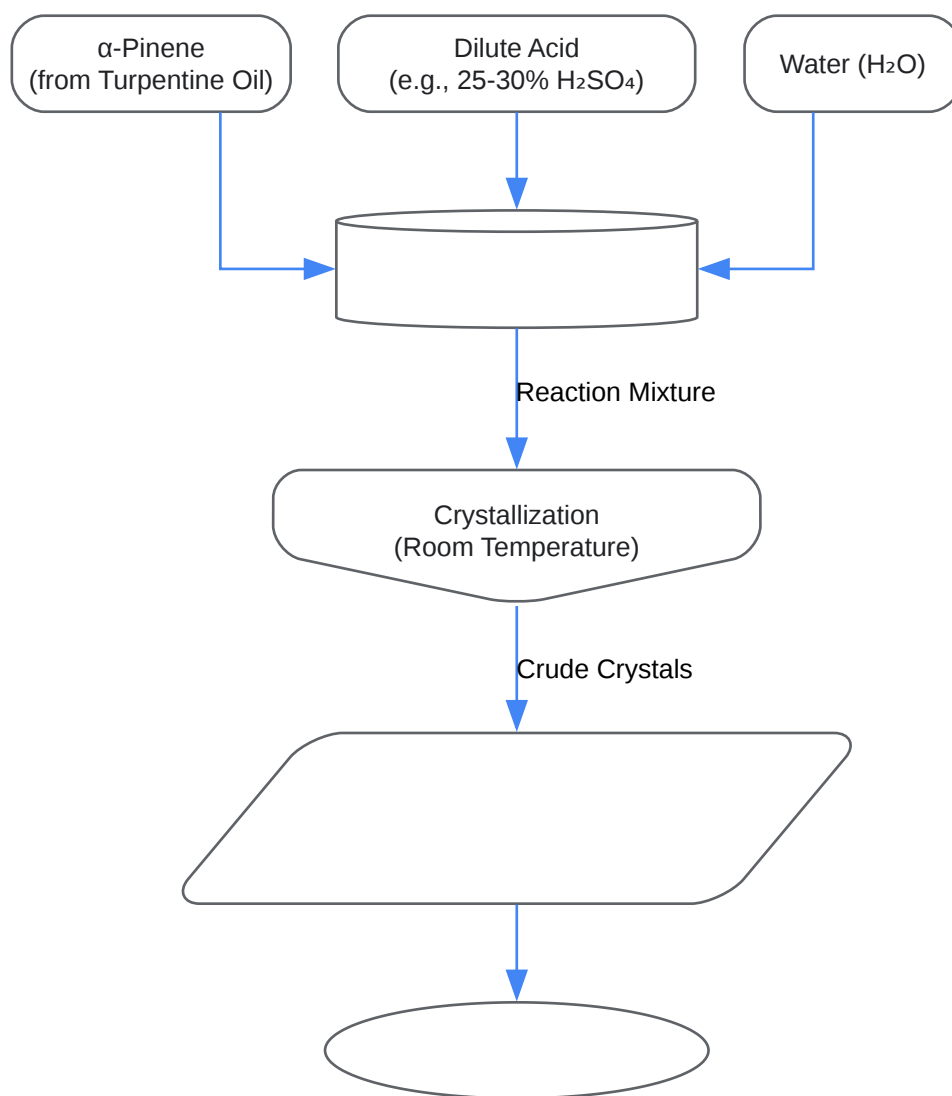 α-Pinene
(from Turpentine Oil)
Dilute Acid
(e.g., 25-30% H₂SO₄)
Water (H₂O)
Reaction Mixture
Crystallization
(Room Temperature)
Crude Crystals